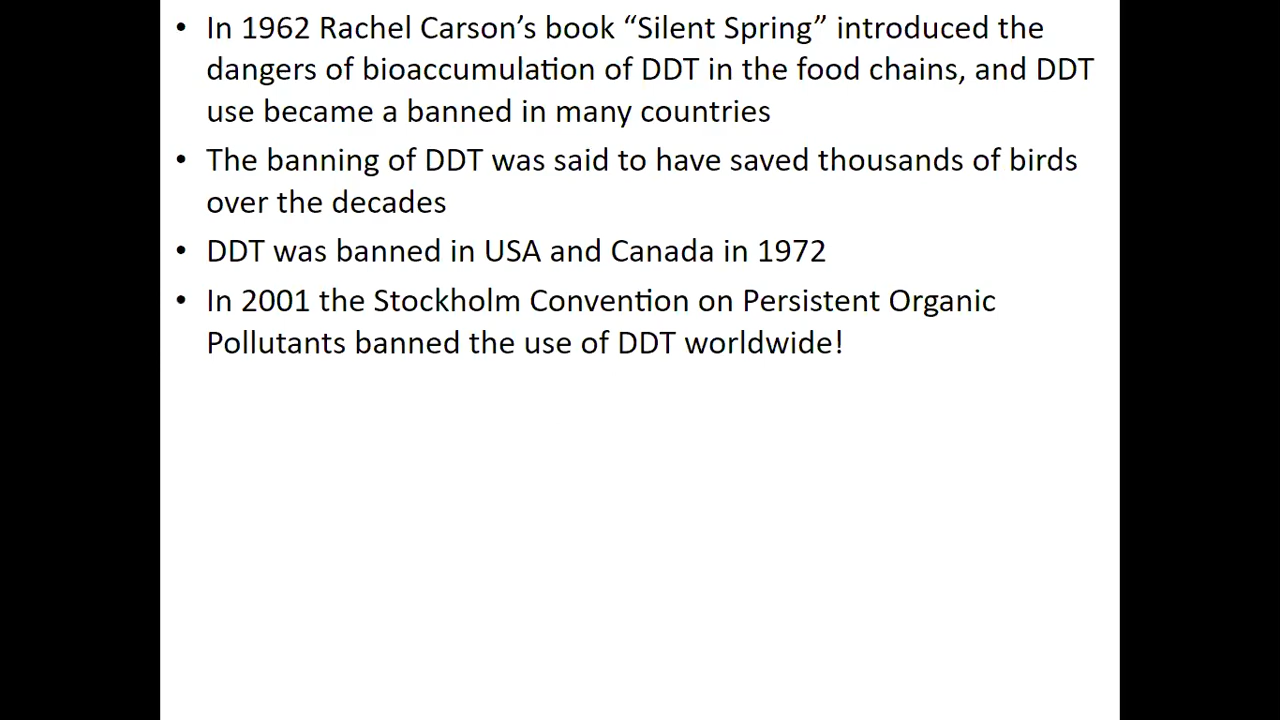 • In 1962 Rachel Carson’s book “Silent Spring” introduced the
dangers of bioaccumulation of DDT in the food chains, and DDT
use became a banned in many countries
• The banning of DDT was said to have saved thousands of birds
over the decades
• DDT was banned in USA and Canada in 1972
• In 2001 the Stockholm Convention on Persistent Organic
Pollutants banned the use of DDT worldwide!